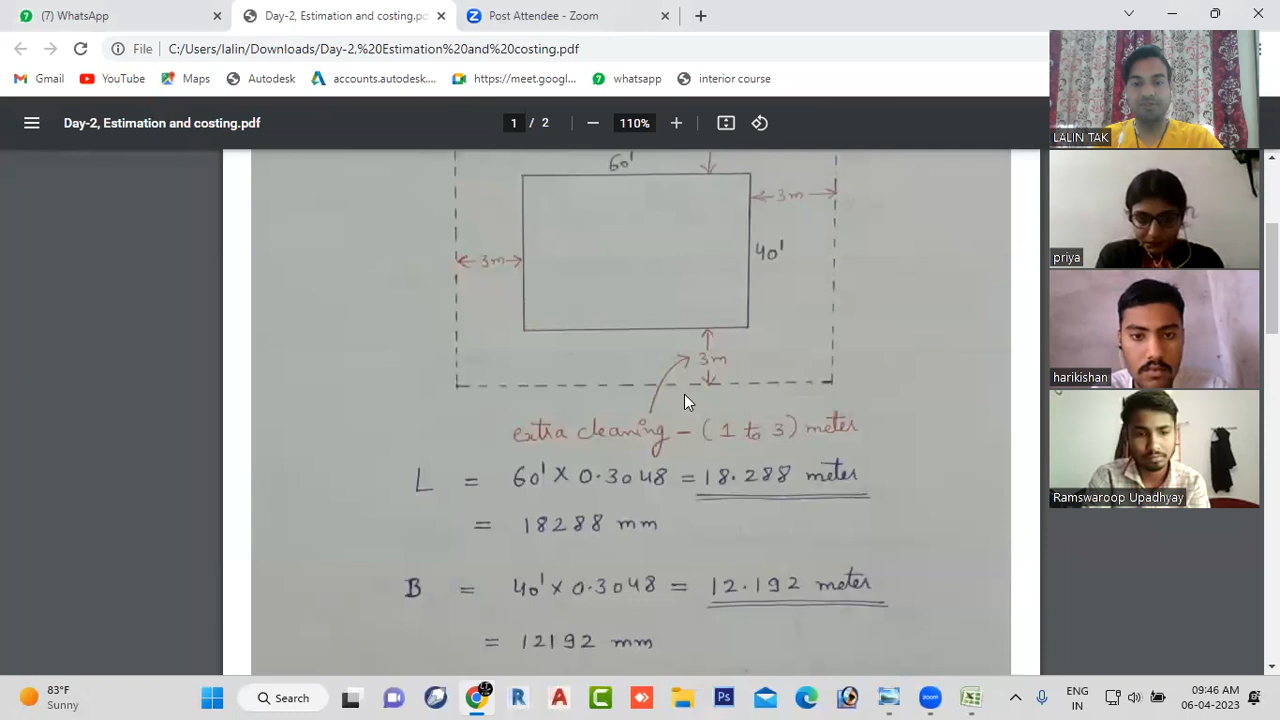 (7) WhatsApp
Day-2, Estimation and costing.pdf
Post Attendee - Zoom
File
C:/Users/lalin/Downloads/Day-2,%20Estimation%20and%20costing.pdf
Gmail
YouTube
Maps
Autodesk
accounts.autodesk....
https://meet.googl...
whatsapp
interior course
Day-2, Estimation and costing.pdf
1 / 2
110%
LALIN TAK
priya
harikishan
Ramswaroop Upadhyay
60'
3m
40'
3m
3m
extra cleaning - (1 to 3) meter
L = 60' X 0.3048 = 18.288 meter
= 18288 mm
B = 40' x 0.3048 = 12.192 meter
= 12192 mm
83°F
Sunny
Search
ENG
IN
09:46 AM
6-04-2023